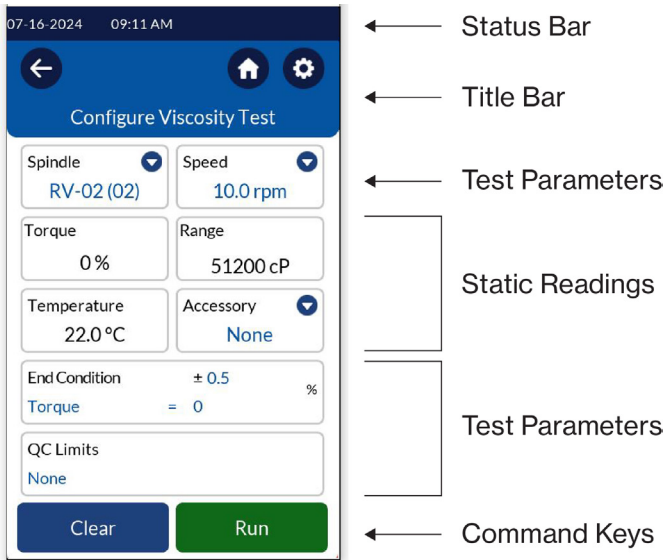 07-16-2024 09:11 AM
Status Bar
Title Bar
Configure Viscosity Test
Spindle Speed
RV-02 (02) 10.0 rpm
Test Parameters
Torque Range
0 % 51200 cP
Static Readings
Temperature Accessory
22.0 °C None
End Condition ± 0.5 %
Torque = 0
Test Parameters
QC Limits
None
Clear Run
Command Keys